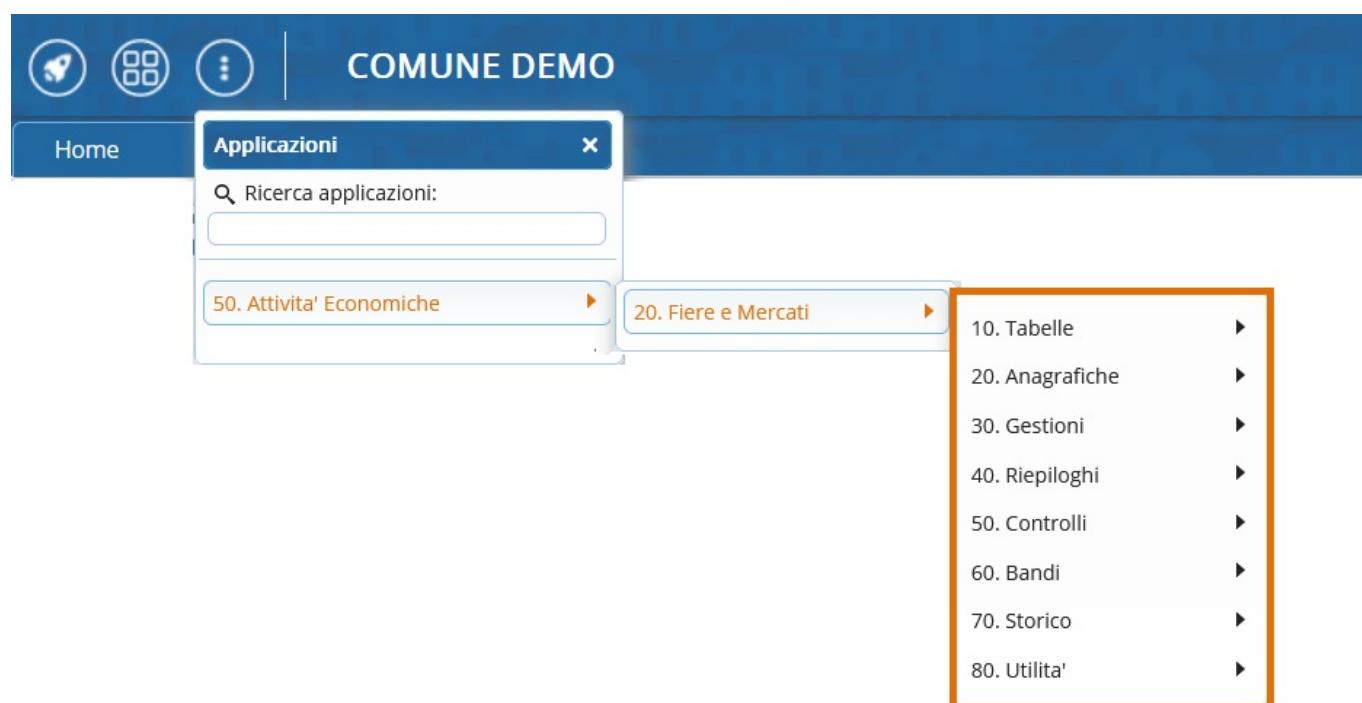 COMUNE DEMO
Home
Applicazioni
Ricerca applicazioni:
50. Attivita' Economiche
20. Fiere e Mercati
10. Tabelle
20. Anagrafiche
30. Gestioni
40. Riepiloghi
50. Controlli
60. Bandi
70. Storico
80. Utilita'